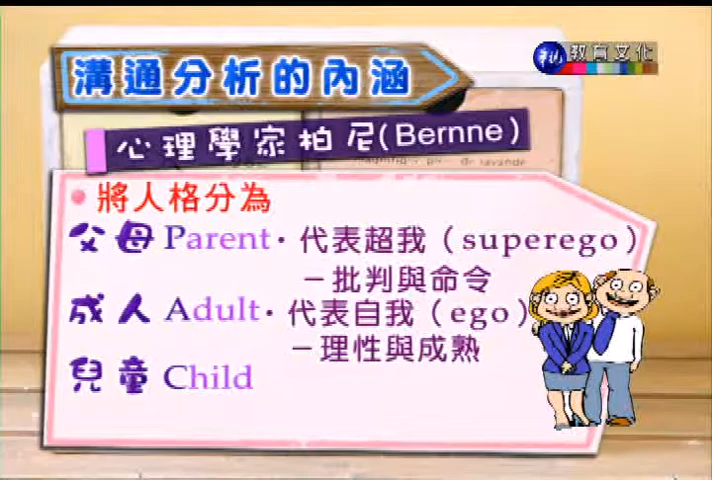 溝通分析的內涵
教育文化
心理學家柏尼(Bernne)
將人格分為
父母 Parent・代表超我（superego）
－批判與命令
成人 Adult・代表自我（ego）
－理性與成熟
兒童 Child